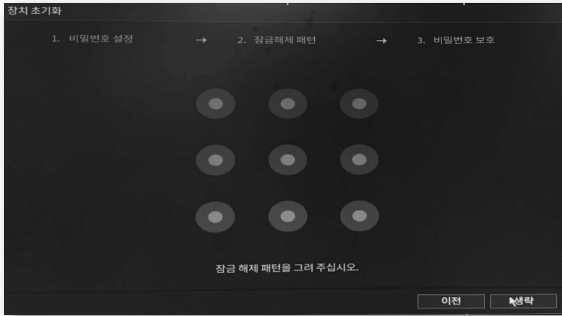 장치 초기화
1. 비밀번호 설정 → 2. 잠금해제 패턴 → 3. 비밀번호 보호
잠금 해제 패턴을 그려 주십시오.
이전 생략